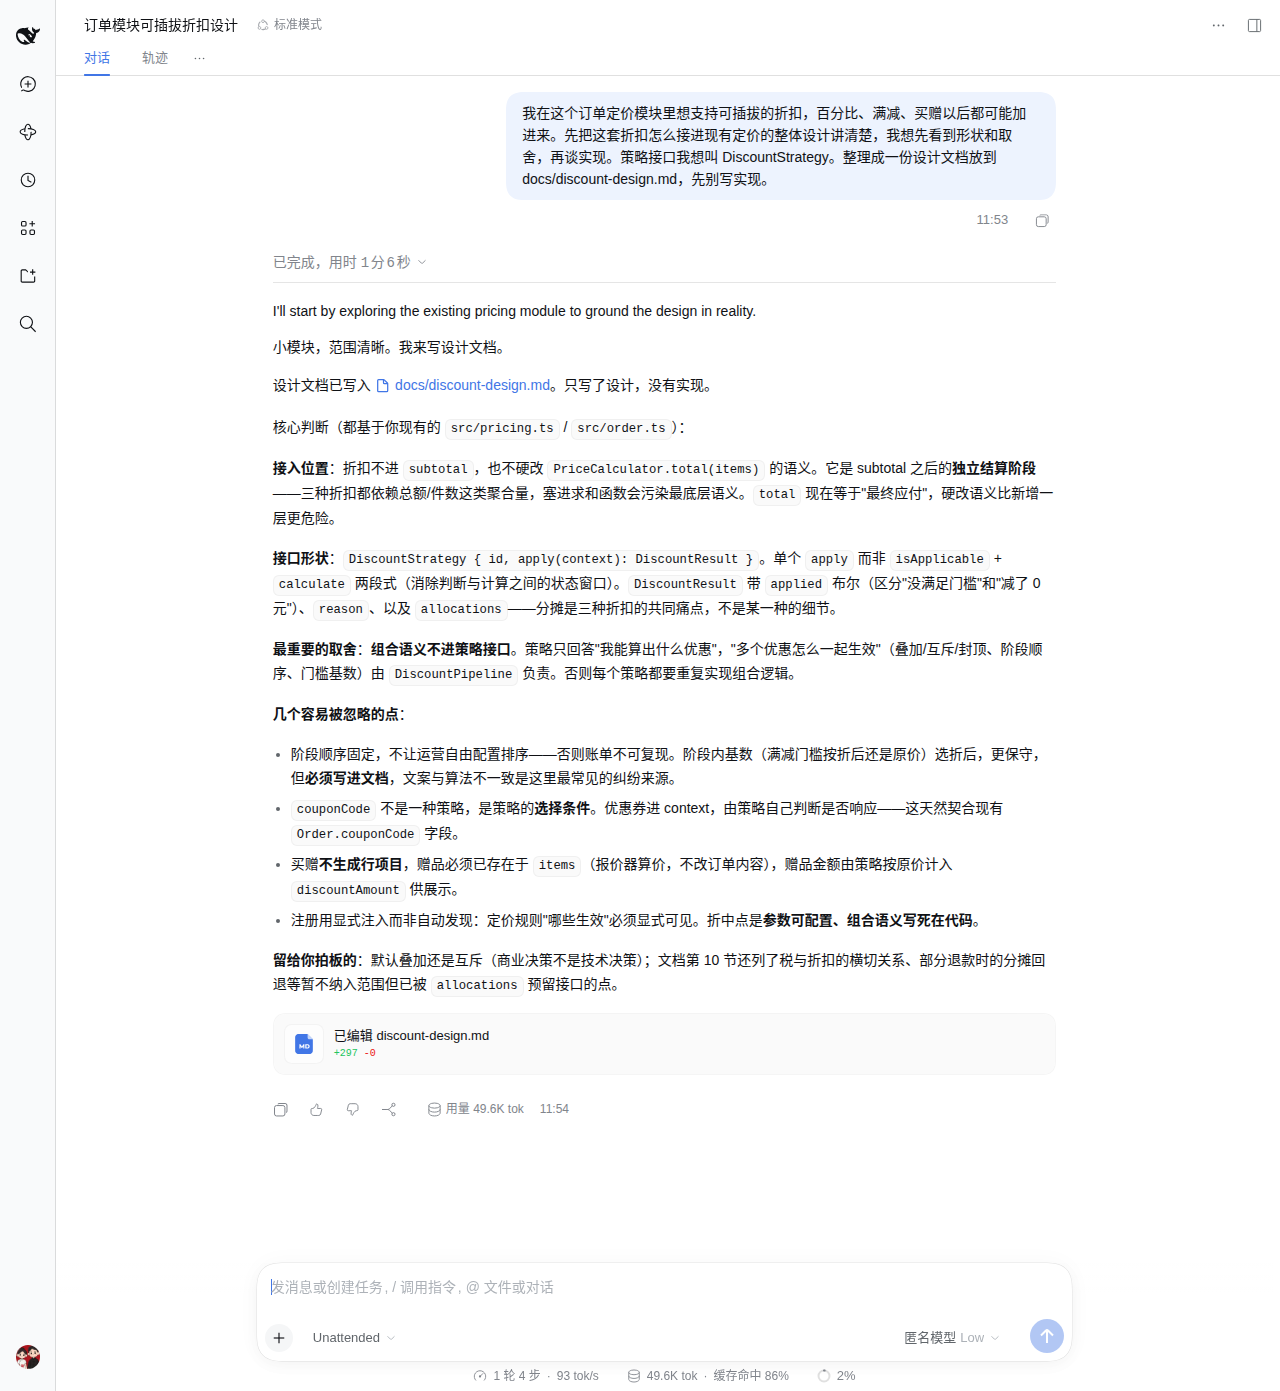 订单模块可插拔折扣设计 标准模式
对话 轨迹 ···
我在这个订单定价模块里想支持可插拔的折扣，百分比、满减、买赠以后都可能加
进来。先把这套折扣怎么接进现有定价的整体设计讲清楚，我想先看到形状和取
舍，再谈实现。策略接口我想叫 DiscountStrategy。整理成一份设计文档放到
docs/discount-design.md，先别写实现。
11:53
已完成，用时 1分6秒
I'll start by exploring the existing pricing module to ground the design in reality.
小模块，范围清晰。我来写设计文档。
设计文档已写入 docs/discount-design.md。只写了设计，没有实现。
核心判断（都基于你现有的 src/pricing.ts / src/order.ts）：
接入位置：折扣不进 subtotal，也不硬改 PriceCalculator.total(items) 的语义。它是 subtotal 之后的独立结算阶段
——三种折扣都依赖总额/件数这类聚合量，塞进求和函数会污染最底层语义。total 现在等于"最终应付"，硬改语义比新增一
层更危险。
接口形状：DiscountStrategy { id, apply(context): DiscountResult }。单个 apply 而非 isApplicable +
calculate 两段式（消除判断与计算之间的状态窗口）。DiscountResult 带 applied 布尔（区分"没满足门槛"和"减了 0
元"）、reason、以及 allocations——分摊是三种折扣的共同痛点，不是某一种的细节。
最重要的取舍：组合语义不进策略接口。策略只回答"我能算出什么优惠"，"多个优惠怎么一起生效"（叠加/互斥/封顶、阶段顺
序、门槛基数）由 DiscountPipeline 负责。否则每个策略都要重复实现组合逻辑。
几个容易被忽略的点：
• 阶段顺序固定，不让运营自由配置排序——否则账单不可复现。阶段内基数（满减门槛按折后还是原价）选折后，更保守，
但必须写进文档，文案与算法不一致是这里最常见的纠纷来源。
• couponCode 不是一种策略，是策略的选择条件。优惠券进 context，由策略自己判断是否响应——这天然契合现有
Order.couponCode 字段。
• 买赠不生成行项目，赠品必须已存在于 items（报价器算价，不改订单内容），赠品金额由策略按原价计入
discountAmount 供展示。
• 注册用显式注入而非自动发现：定价规则"哪些生效"必须显式可见。折中点是参数可配置、组合语义写死在代码。
留给你拍板的：默认叠加还是互斥（商业决策不是技术决策）；文档第 10 节还列了税与折扣的横切关系、部分退款时的分摊回
退等暂不纳入范围但已被 allocations 预留接口的点。
MD
已编辑 discount-design.md
+297 -0
用量 49.6K tok 11:54
发消息或创建任务, / 调用指令, @ 文件或对话
Unattended 匿名模型 Low
1 轮 4 步 · 93 tok/s 49.6K tok · 缓存命中 86% 2%